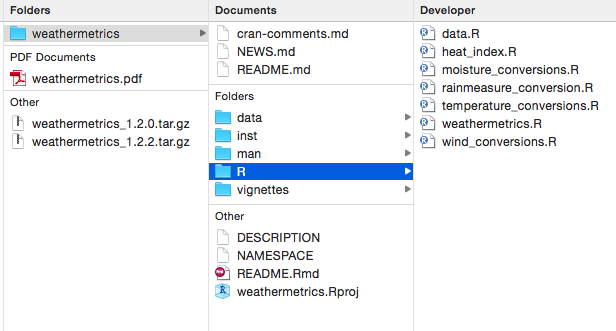 Folders
weathermetrics
PDF Documents
weathermetrics.pdf
Other
weathermetrics_1.2.0.tar.gz
weathermetrics_1.2.2.tar.gz
Documents
cran-comments.md
NEWS.md
README.md
Folders
data
inst
man
R
vignettes
Other
DESCRIPTION
NAMESPACE
README.Rmd
weathermetrics.Rproj
Developer
data.R
heat_index.R
moisture_conversions.R
rainmeasure_conversion.R
temperature_conversions.R
weathermetrics.R
wind_conversions.R